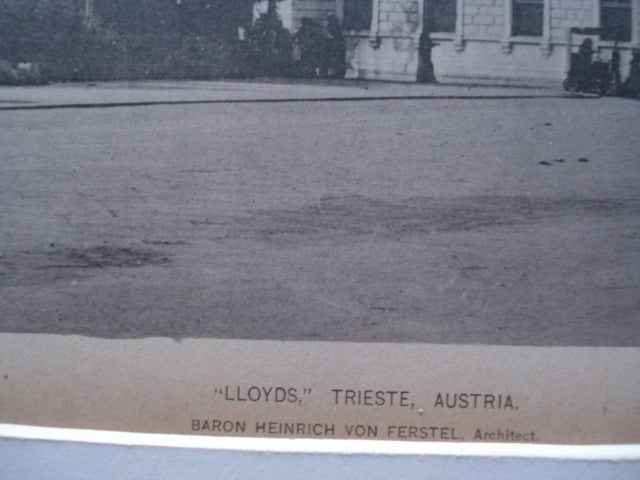 "LLOYDS," TRIESTE, AUSTRIA.
BARON HEINRICH VON FERSTEL, Architect.